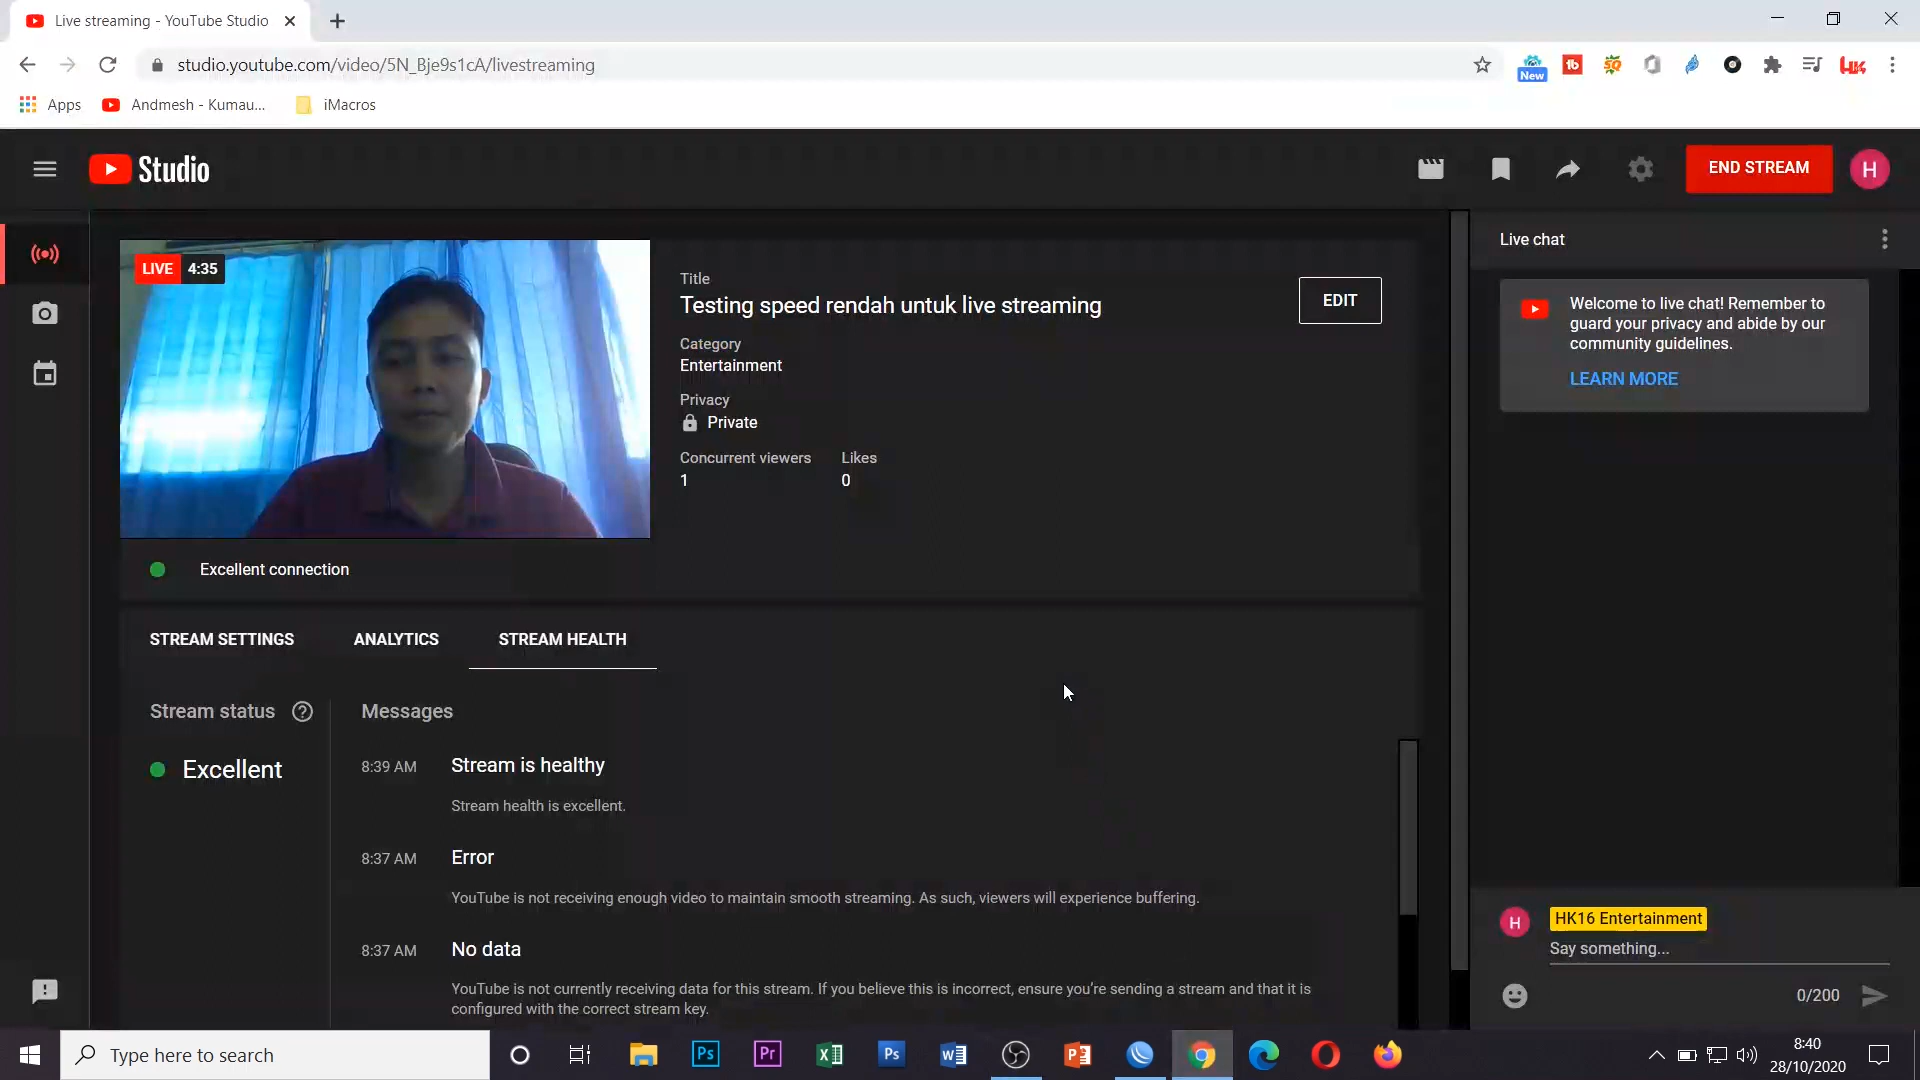 Live streaming - YouTube Studio
studio.youtube.com/video/5N_Bje9s1cA/livestreaming
New
Apps
Andmesh - Kumau...
iMacros
Studio
END STREAM
H
LIVE 4:35
Title
Testing speed rendah untuk live streaming
EDIT
Category
Entertainment
Privacy
Private
Concurrent viewers
Likes
1
0
Excellent connection
Live chat
Welcome to live chat! Remember to
guard your privacy and abide by our
community guidelines.
LEARN MORE
STREAM SETTINGS
ANALYTICS
STREAM HEALTH
Stream status
Excellent
Messages
8:39 AM
Stream is healthy
Stream health is excellent.
8:37 AM
Error
YouTube is not receiving enough video to maintain smooth streaming. As such, viewers will experience buffering.
8:37 AM
No data
YouTube is not currently receiving data for this stream. If you believe this is incorrect, ensure you're sending a stream and that it is
configured with the correct stream key.
H
HK16 Entertainment
Say something...
0/200
Type here to search
Ps
Pr
Ps
8:40
28/10/2020